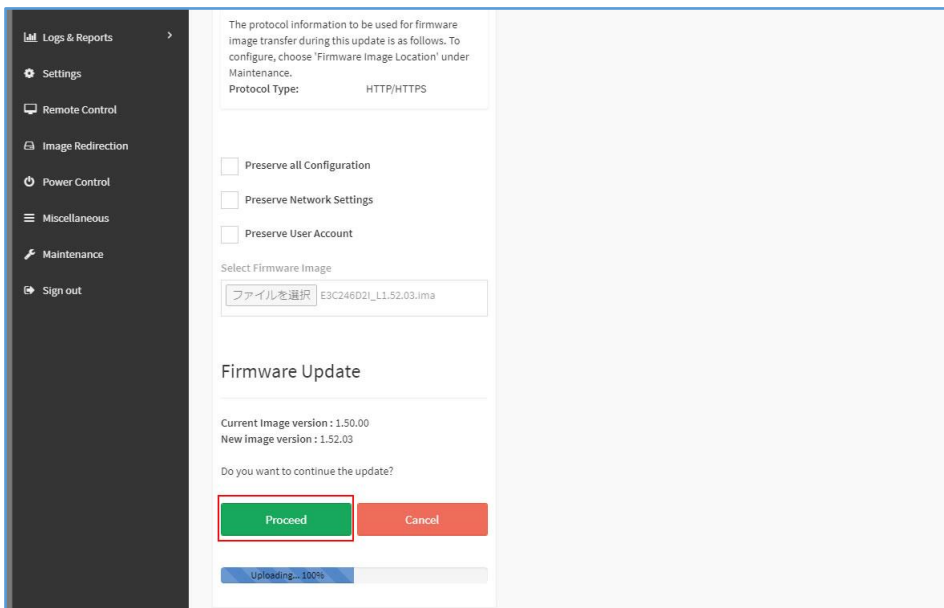 Logs & Reports
Settings
Remote Control
Image Redirection
Power Control
Miscellaneous
Maintenance
Sign out
The protocol information to be used for firmware
image transfer during this update is as follows. To
configure, choose 'Firmware Image Location' under
Maintenance.
Protocol Type: HTTP/HTTPS
Preserve all Configuration
Preserve Network Settings
Preserve User Account
Select Firmware Image
ファイルを選択 E3C246D2I_L1.52.03.ima
Firmware Update
Current Image version : 1.50.00
New image version : 1.52.03
Do you want to continue the update?
Proceed Cancel
Uploading... 100%